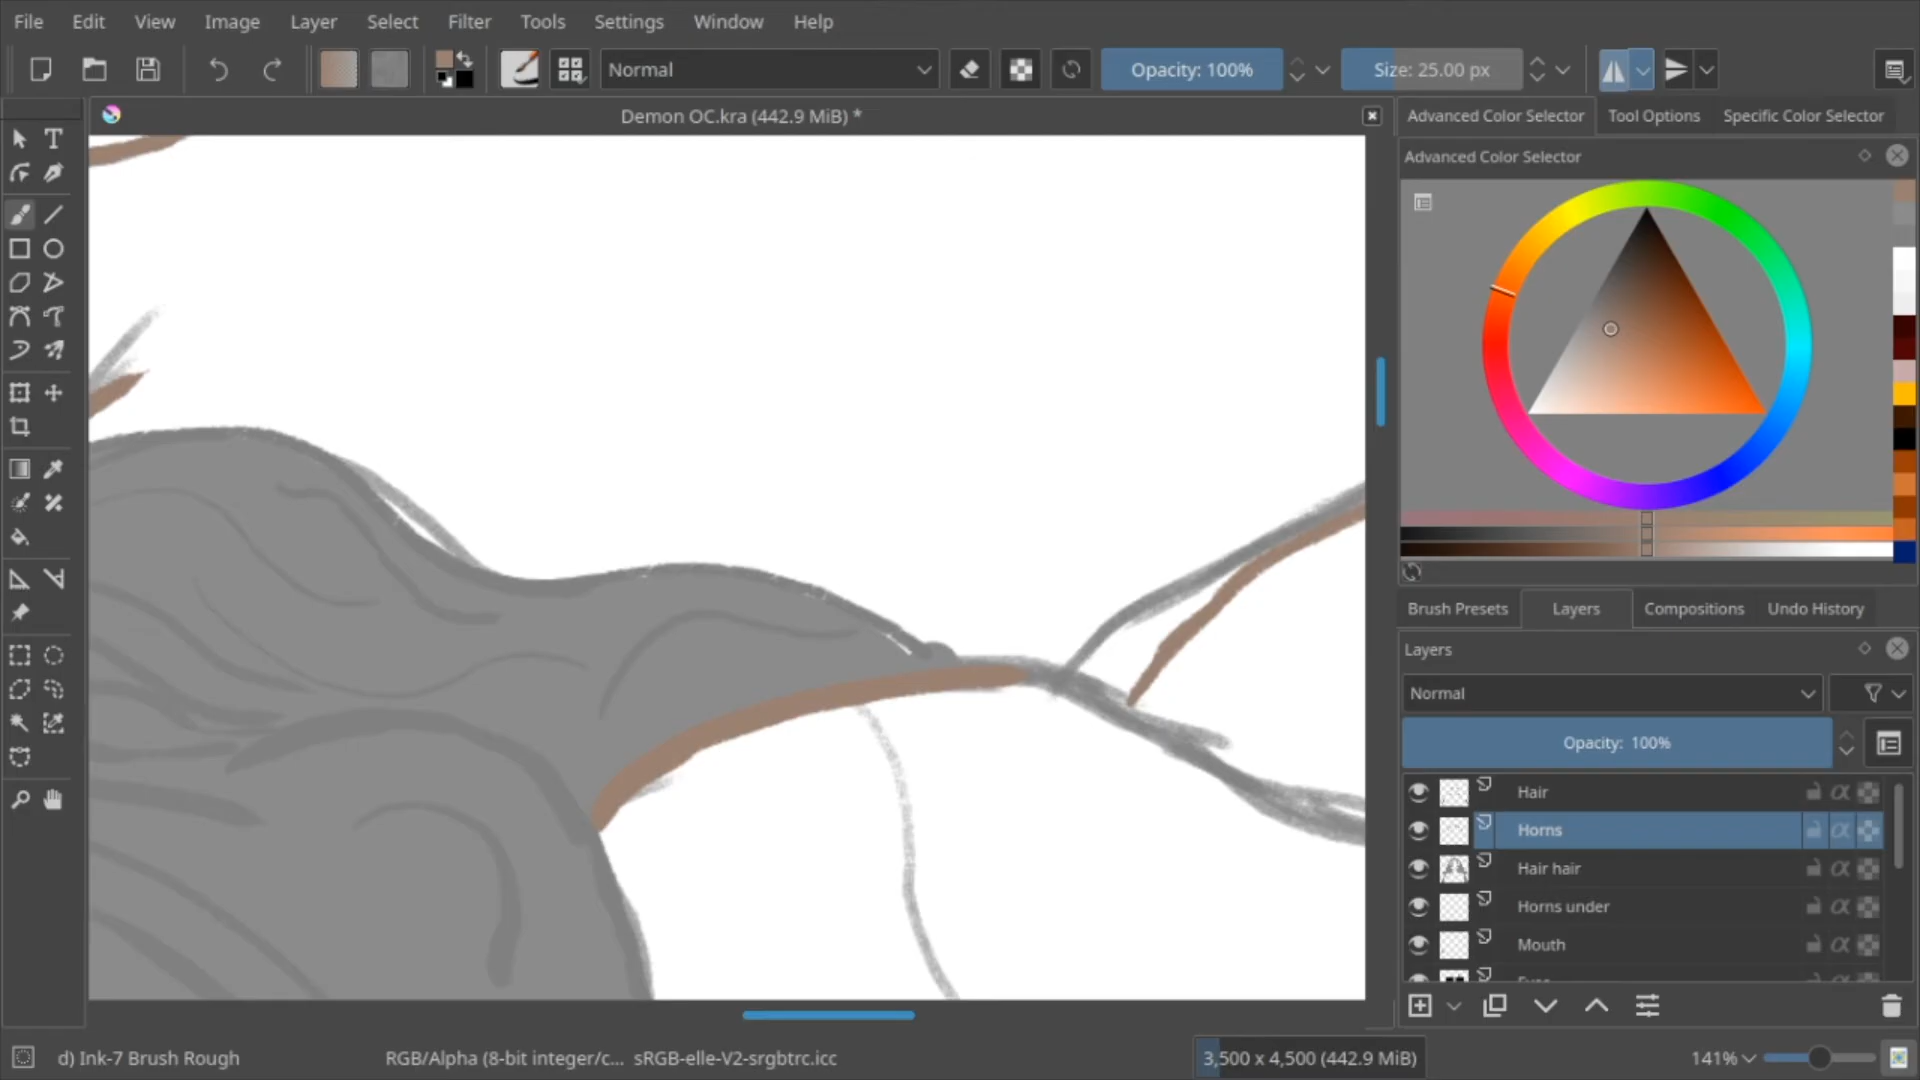 File Edit View Image Layer Select Filter Tools Settings Window Help
Normal Opacity: 100% Size: 25.00 px
Demon OC.kra (442.9 MiB) *
Advanced Color Selector Tool Options Specific Color Selector
Advanced Color Selector
Brush Presets Layers Compositions Undo History
Layers
Normal
Opacity: 100%
Hair
Horns
Hair hair
Horns under
Mouth
d) Ink-7 Brush Rough RGB/Alpha (8-bit integer/c... sRGB-elle-V2-srgbtrc.icc 3,500 x 4,500 (442.9 MiB) 141%